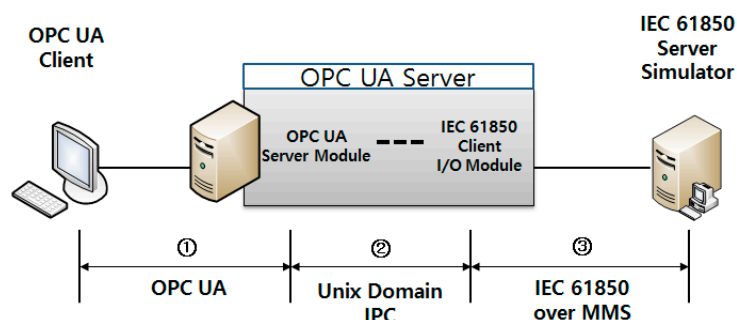 OPC UA
Client
IEC 61850
Server
Simulator
OPC UA Server
OPC UA
Server Module
IEC 61850
Client
I/O Module
①
②
③
OPC UA
Unix Domain
IPC
IEC 61850
over MMS